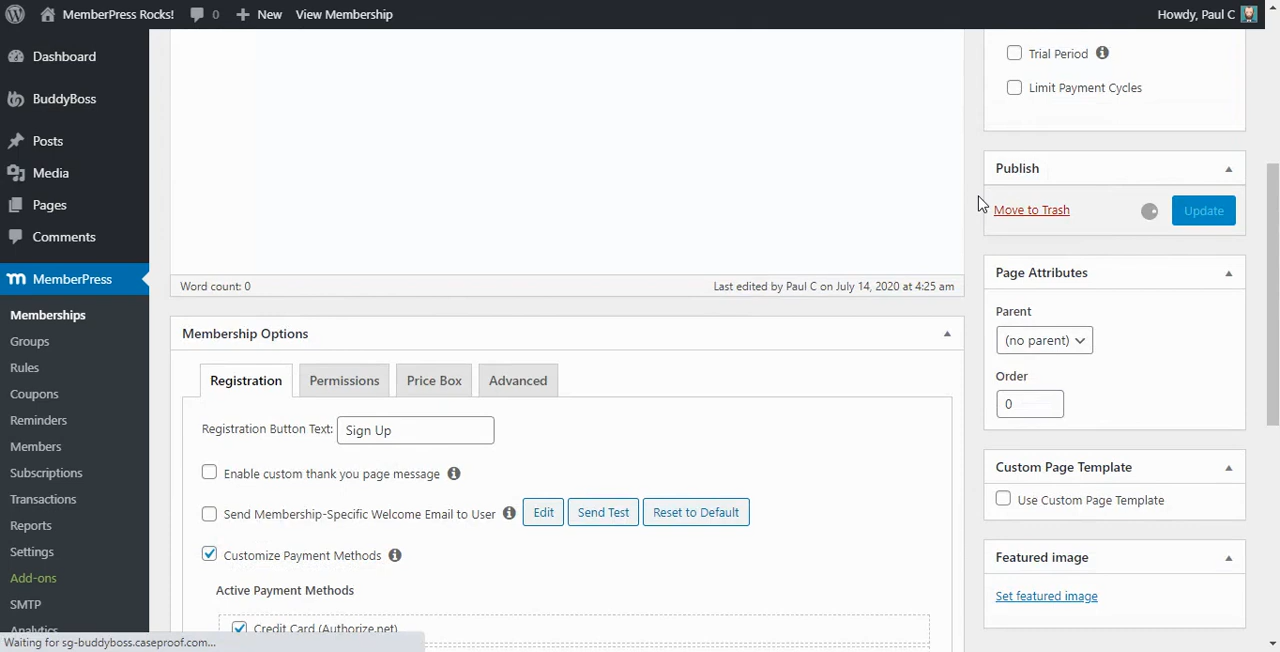 MemberPress Rocks! 0 New View Membership Howdy, Paul C
Dashboard
BuddyBoss
Posts
Media
Pages
Comments
MemberPress
Memberships
Groups
Rules
Coupons
Reminders
Members
Subscriptions
Transactions
Reports
Settings
Add-ons
SMTP
Analytics
Word count: 0 Last edited by Paul C on July 14, 2020 at 4:25 am
Membership Options
Registration Permissions Price Box Advanced
Registration Button Text: Sign Up
Enable custom thank you page message
Send Membership-Specific Welcome Email to User Edit Send Test Reset to Default
Customize Payment Methods
Active Payment Methods
Credit Card (Authorize.net)
Trial Period
Limit Payment Cycles
Publish
Move to Trash Update
Page Attributes
Parent
(no parent)
Order
0
Custom Page Template
Use Custom Page Template
Featured image
Set featured image
Waiting for sg-buddyboss.caseproof.com...